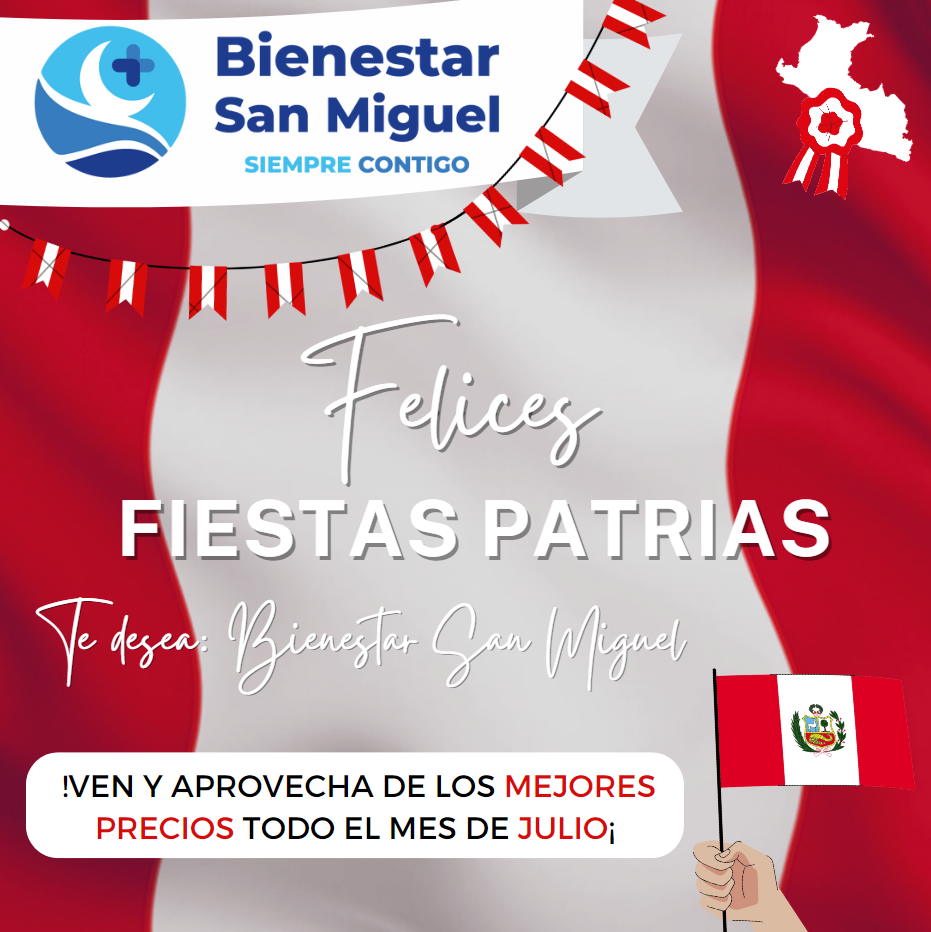 Bienestar
San Miguel
SIEMPRE CONTIGO
Felices
FIESTAS PATRIAS
Te desea: Bienestar San Miguel
!VEN Y APROVECHA DE LOS MEJORES
PRECIOS TODO EL MES DE JULIO¡